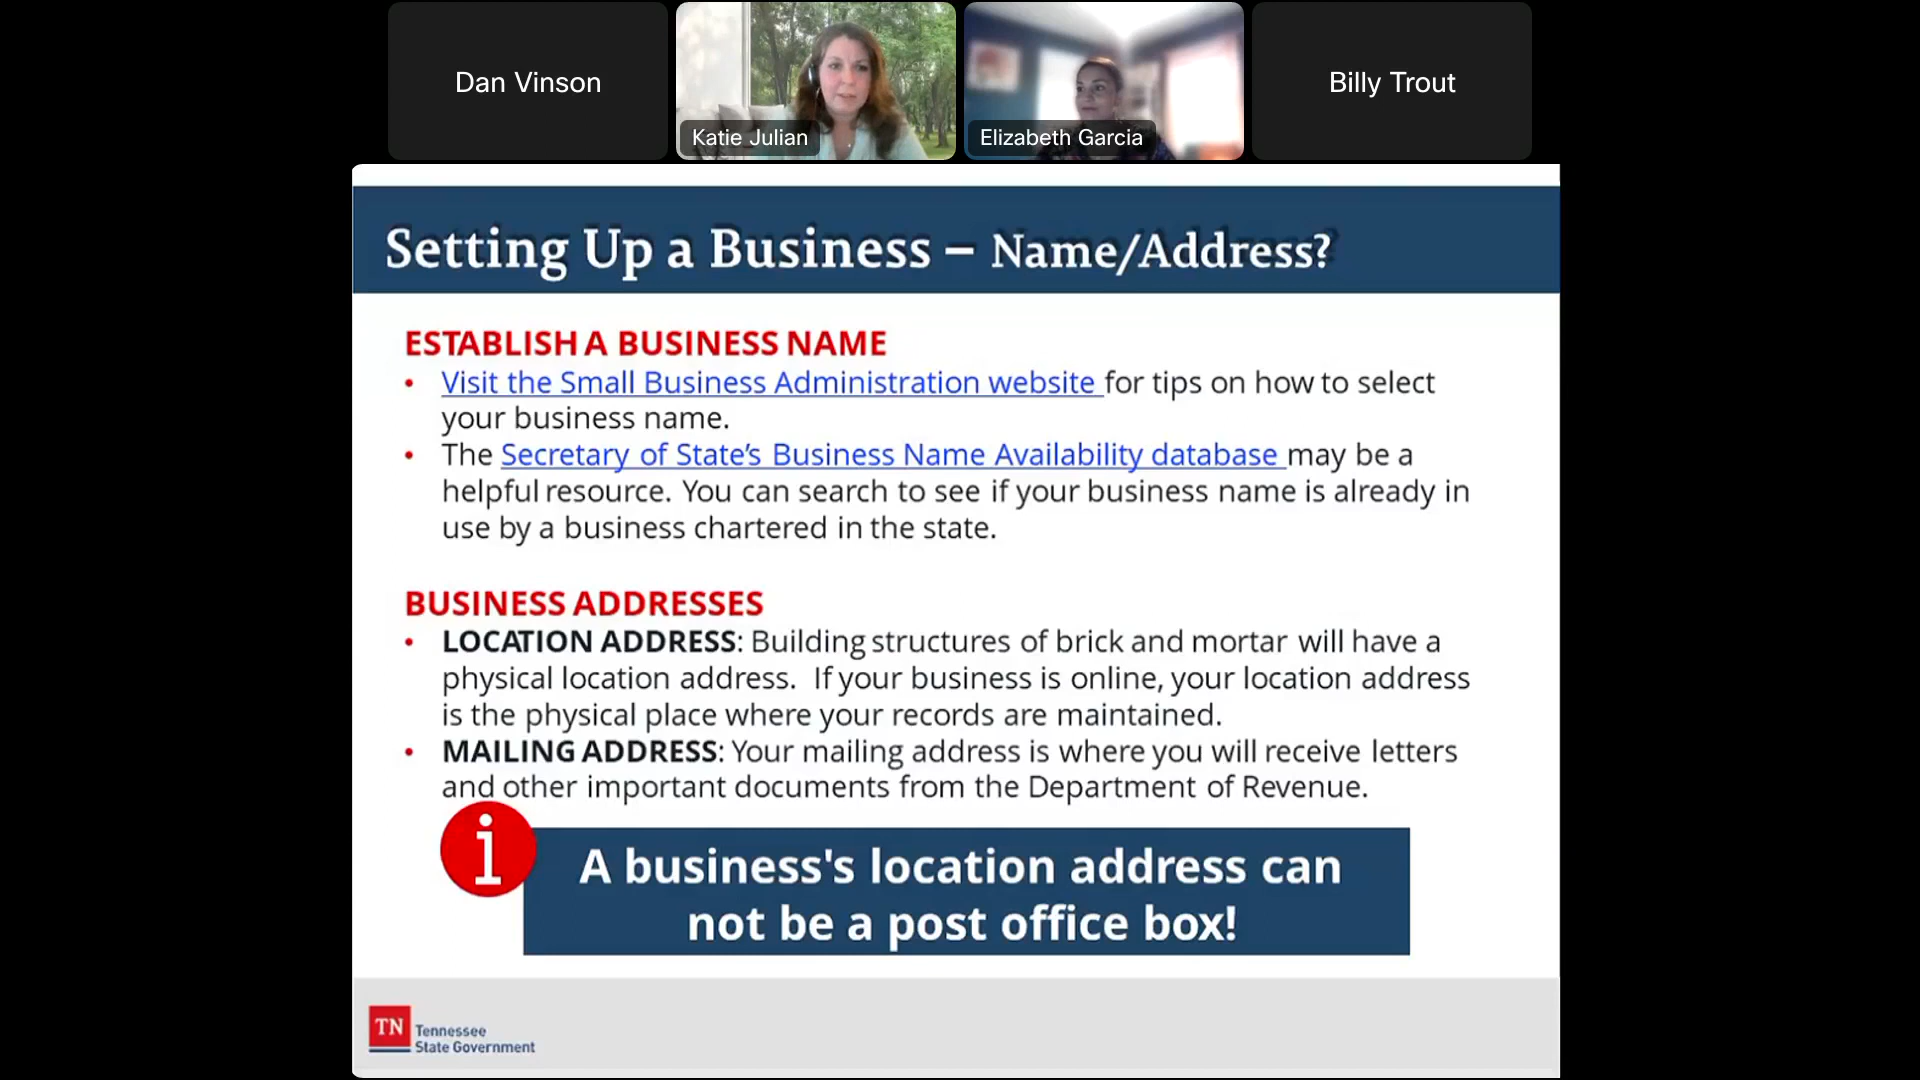 Dan Vinson
Katie Julian
Elizabeth Garcia
Billy Trout
Setting Up a Business – Name/Address?
ESTABLISH A BUSINESS NAME
• Visit the Small Business Administration website for tips on how to select
your business name.
• The Secretary of State's Business Name Availability database may be a
helpful resource. You can search to see if your business name is already in
use by a business chartered in the state.
BUSINESS ADDRESSES
• LOCATION ADDRESS: Building structures of brick and mortar will have a
physical location address. If your business is online, your location address
is the physical place where your records are maintained.
• MAILING ADDRESS: Your mailing address is where you will receive letters
and other important documents from the Department of Revenue.
i
A business's location address can
not be a post office box!
TN
Tennessee
State Government